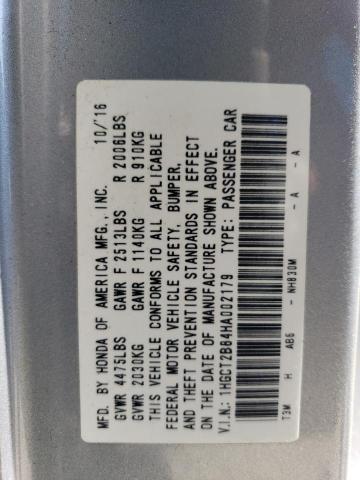 MFD. BY HONDA OF AMERICA MFG., INC. 10/'16
GVWR 4475LBS GAWR F 2513LBS R 2006LBS
GVWR 2030KG GAWR F 1140KG R 910KG
THIS VEHICLE CONFORMS TO ALL APPLICABLE
FEDERAL MOTOR VEHICLE SAFETY, BUMPER,
AND THEFT PREVENTION STANDARDS IN EFFECT
ON THE DATE OF MANUFACTURE SHOWN ABOVE.
V.I.N.: 1HGCT2B84HA002179 TYPE: PASSENGER CAR
T3M H AB6 - NH830M - A - A